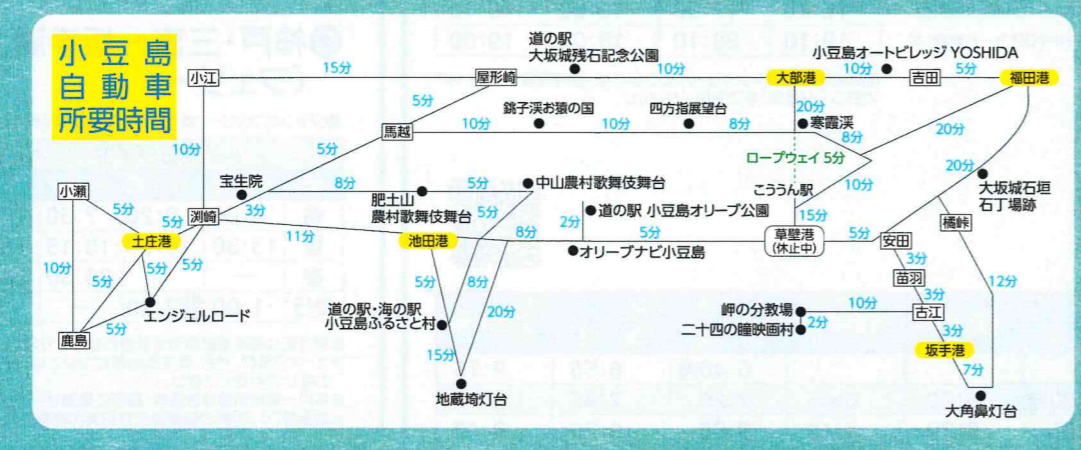 小豆島
自動車
所要時間
道の駅
大坂城残石記念公園
小豆島オートビレッジ YOSHIDA
小江
15分
屋形崎
10分
大部港
10分
吉田
5分
福田港
5分
銚子渓お猿の国
四方指展望台
20分
寒霞渓
馬越
10分
10分
8分
8分
20分
10分
5分
ロープウェイ 5分
20分
小瀬
宝生院
8分
5分
中山農村歌舞伎舞台
こううん駅
10分
大坂城石垣
石丁場跡
3分
肥土山
農村歌舞伎舞台
5分
2分
道の駅 小豆島オリーブ公園
15分
橘峠
5分
渕崎
5分
11分
池田港
8分
5分
草壁港
(休止中)
5分
安田
土庄港
オリーブナビ小豆島
3分
10分
5分
5分
5分
5分
8分
苗羽
12分
エンジェルロード
道の駅・海の駅
小豆島ふるさと村
20分
岬の分教場
10分
3分
古江
5分
2分
二十四の瞳映画村
3分
鹿島
15分
坂手港
7分
地蔵埼灯台
大角鼻灯台